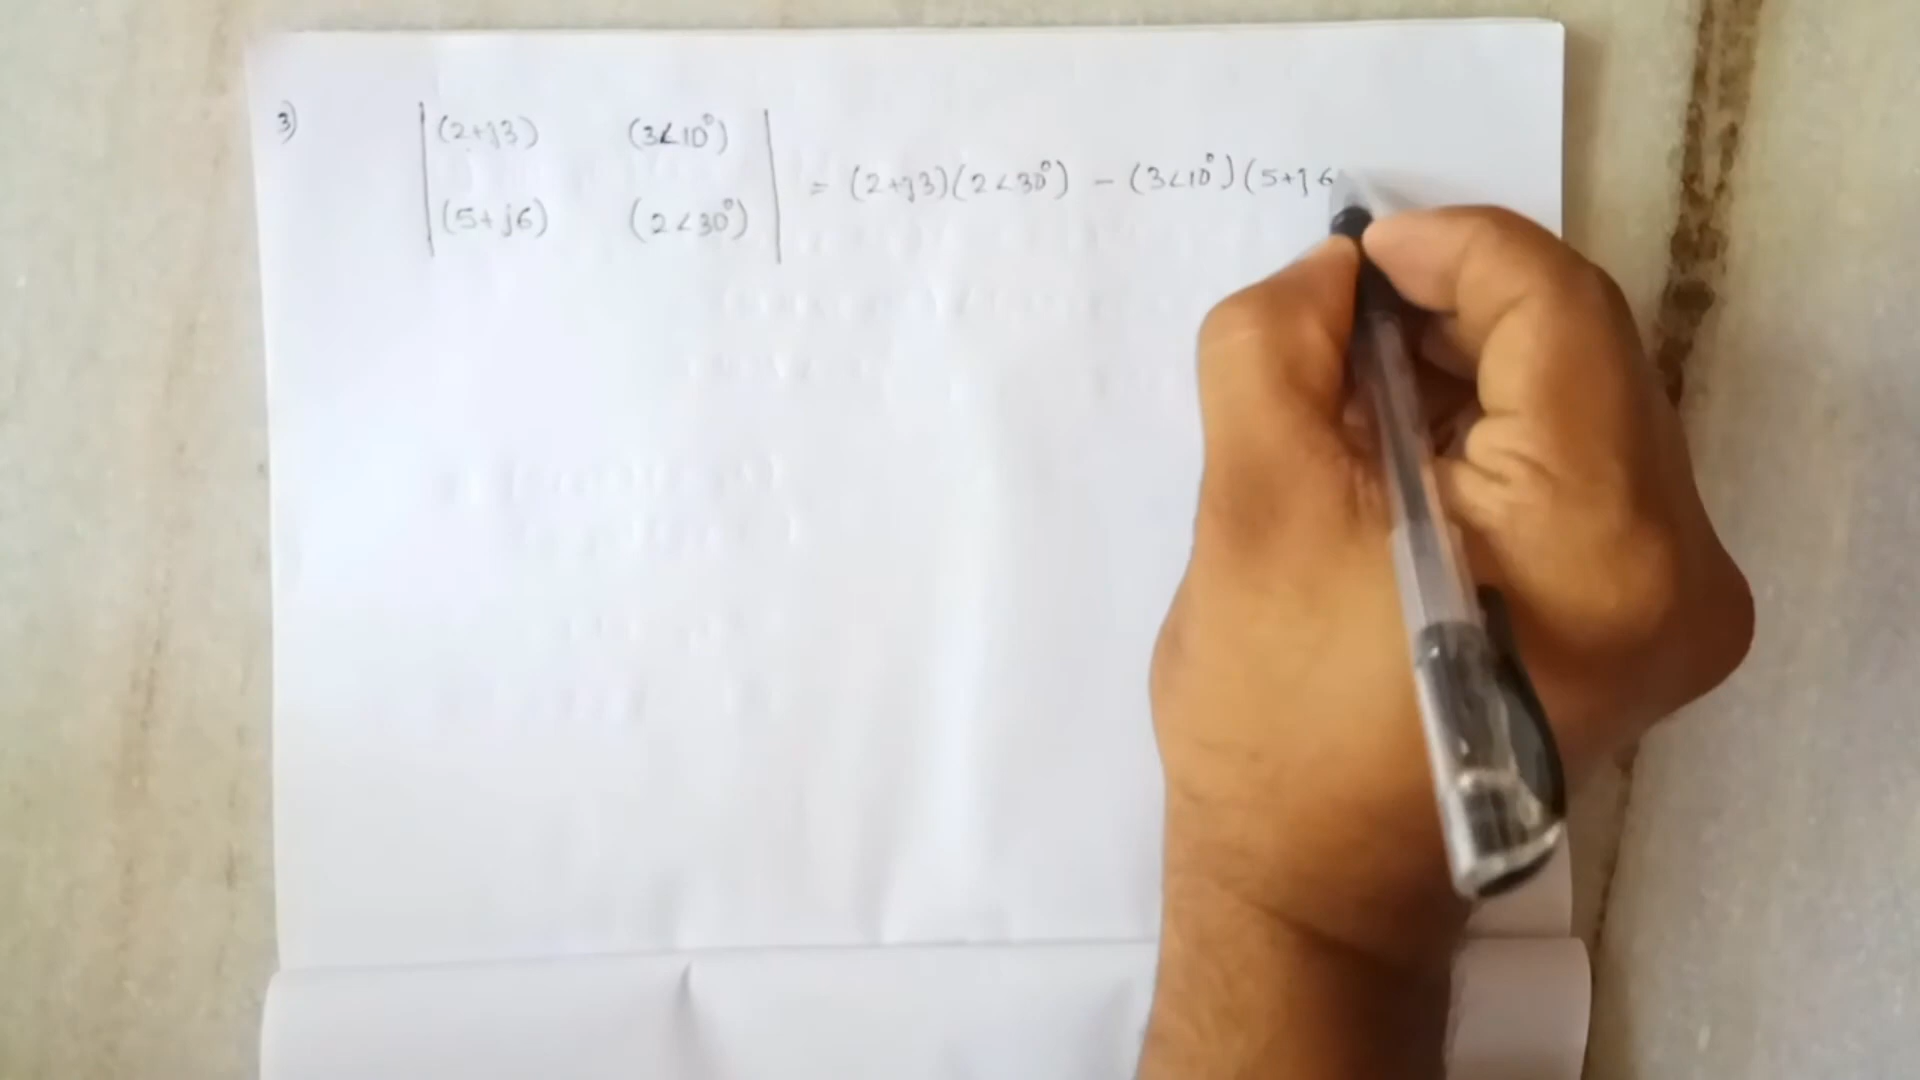 3)
(2+j3) (3∠10°)
= (2+j3)(2∠30°) - (3∠10°)(5+j6
(5+j6) (2∠30°)